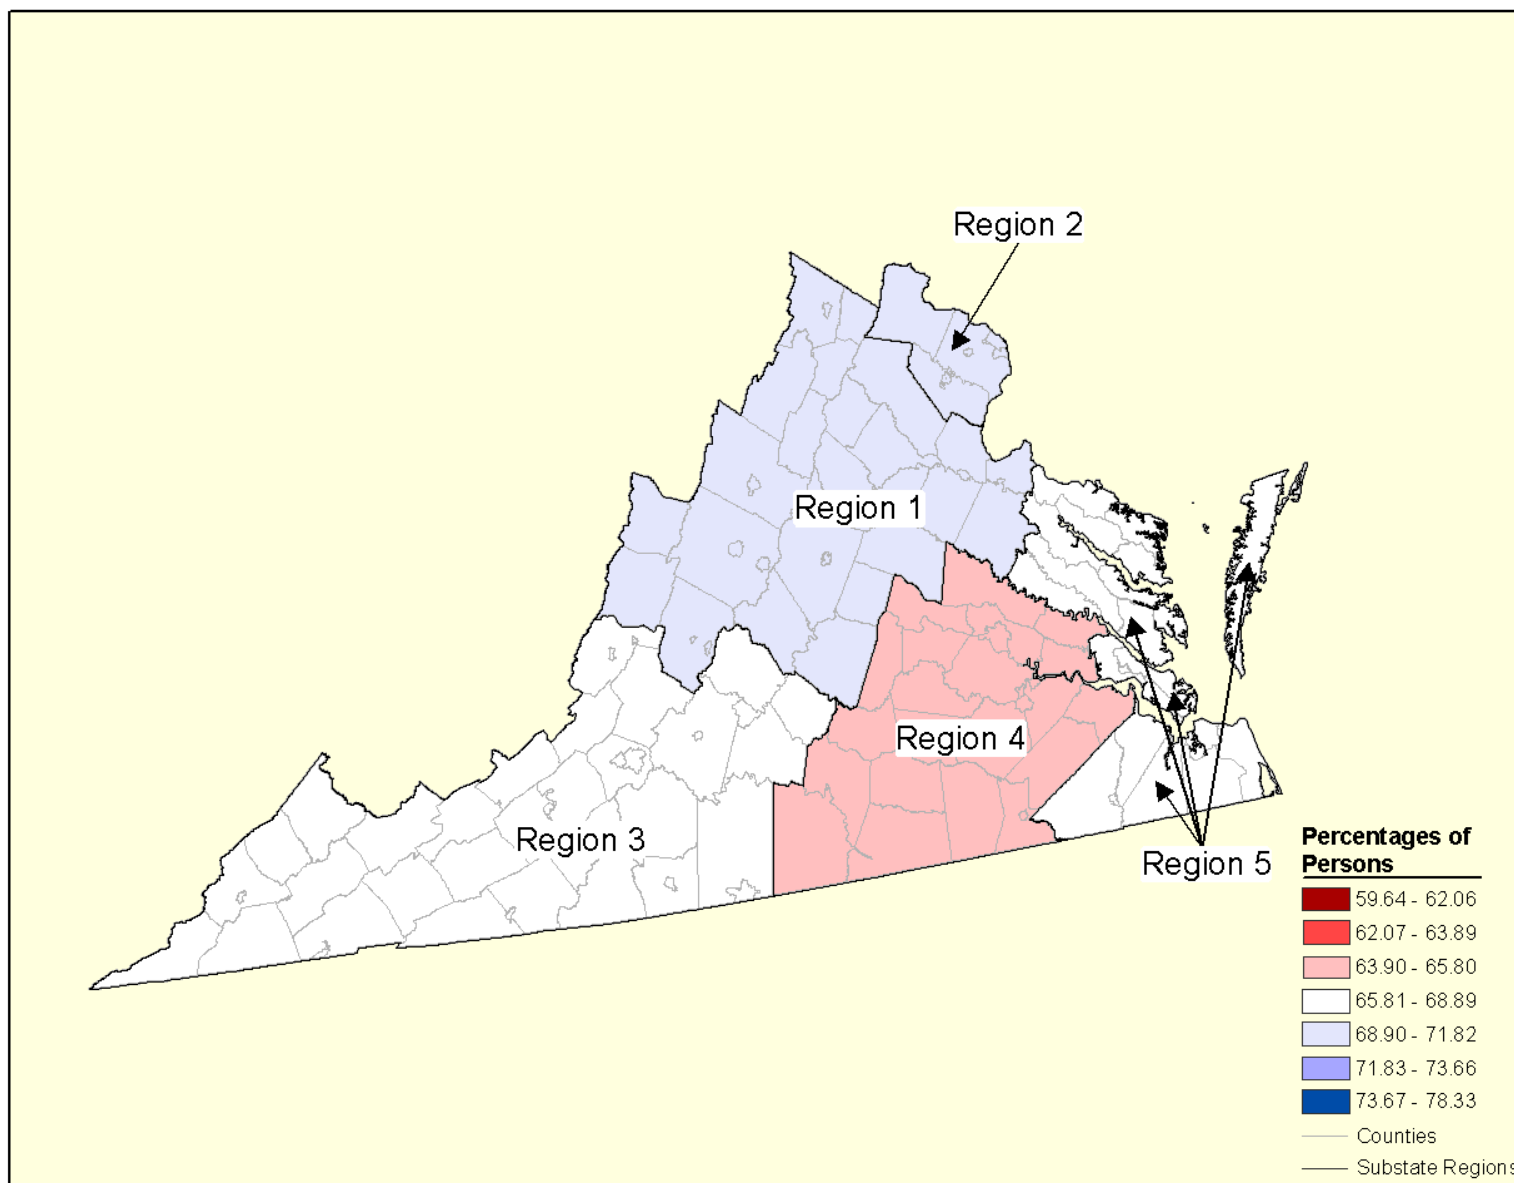 Region 2
Region 1
Region 4
Region 3
Region 5
Percentages of
Persons
59.64 - 62.06
62.07 - 63.89
63.90 - 65.80
65.81 - 68.89
68.90 - 71.82
71.83 - 73.66
73.67 - 78.33
Counties
Substate Regions